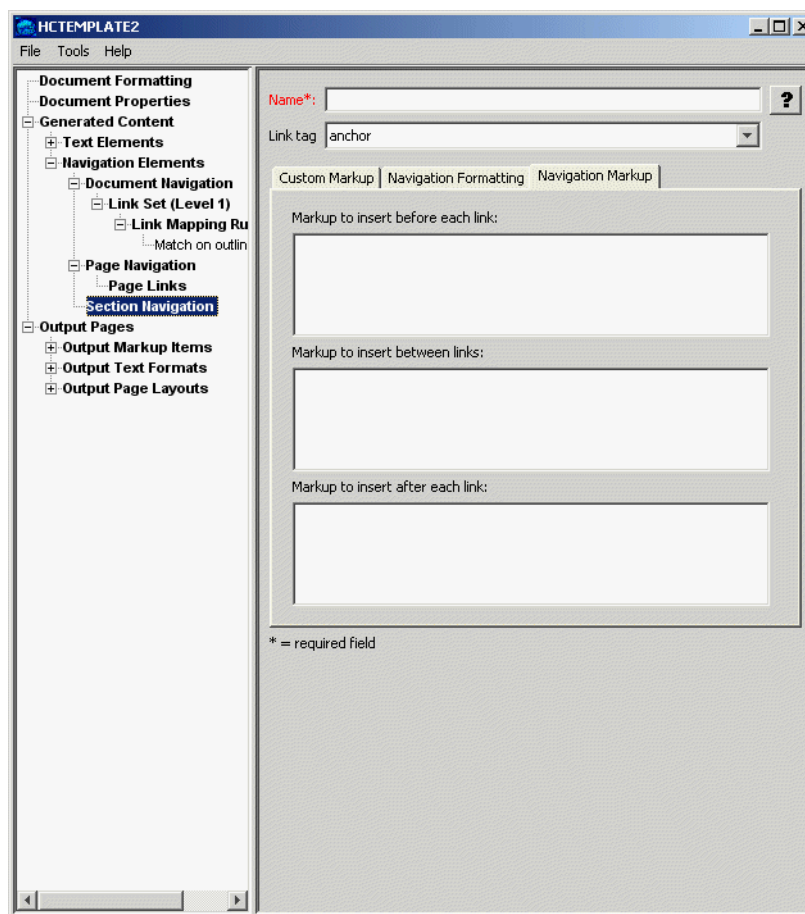 HCTEMPLATE2
File Tools Help
Document Formatting
Document Properties
Generated Content
Text Elements
Navigation Elements
Document Navigation
Link Set (Level 1)
Link Mapping Ru
Match on outlin
Page Navigation
Page Links
Section Navigation
Output Pages
Output Markup Items
Output Text Formats
Output Page Layouts
Name*:
?
Link tag anchor
Custom Markup Navigation Formatting Navigation Markup
Markup to insert before each link:
Markup to insert between links:
Markup to insert after each link:
* = required field